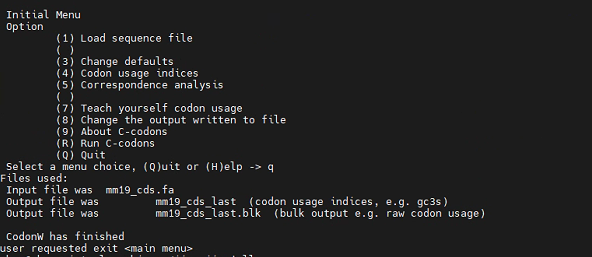 Initial Menu
Option
(1) Load sequence file
( )
(3) Change defaults
(4) Codon usage indices
(5) Correspondence analysis
( )
(7) Teach yourself codon usage
(8) Change the output written to file
(9) About C-codons
(R) Run C-codons
(Q) Quit
Select a menu choice, (Q)uit or (H)elp -> q
Files used:
Input file was mm19_cds.fa
Output file was mm19_cds_last (codon usage indices, e.g. gc3s)
Output file was mm19_cds_last.blk (bulk output e.g. raw codon usage)
CodonW has finished
user requested exit <main menu>